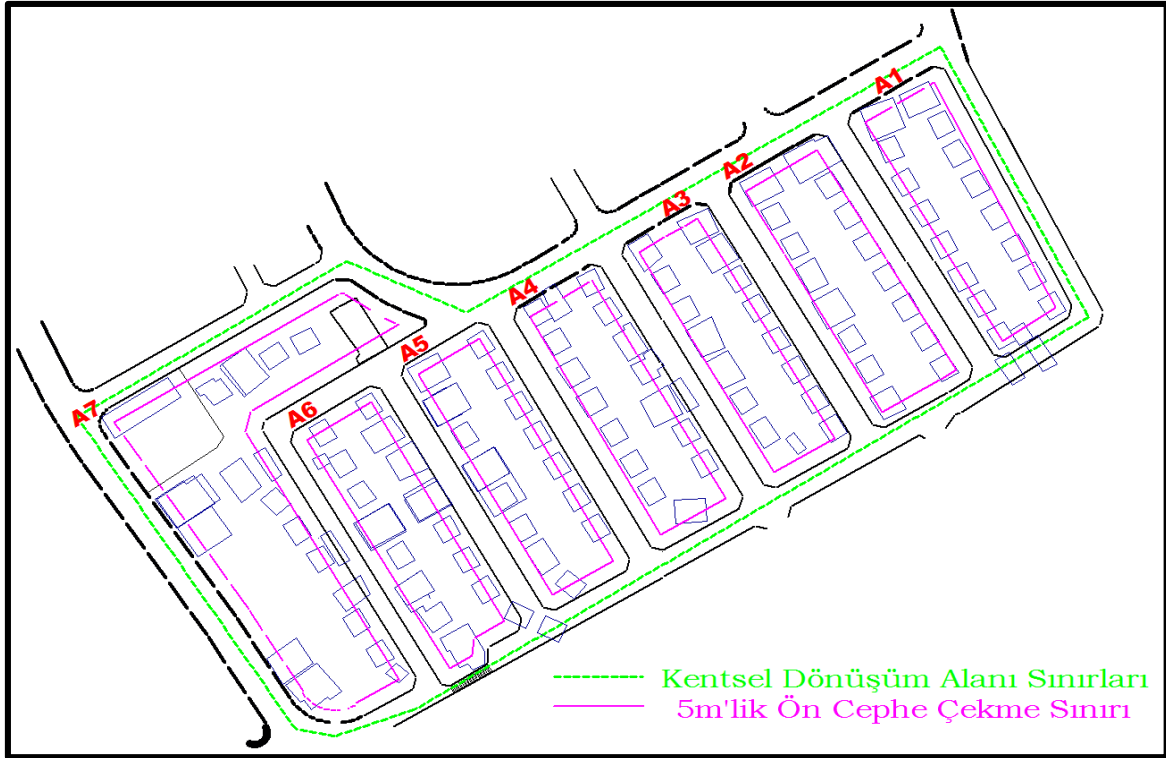 A1
A2
A3
A4
A5
A6
A7
Kentsel Dönüşüm Alanı Sınırları
5m'lik Ön Cephe Çekme Sınırı